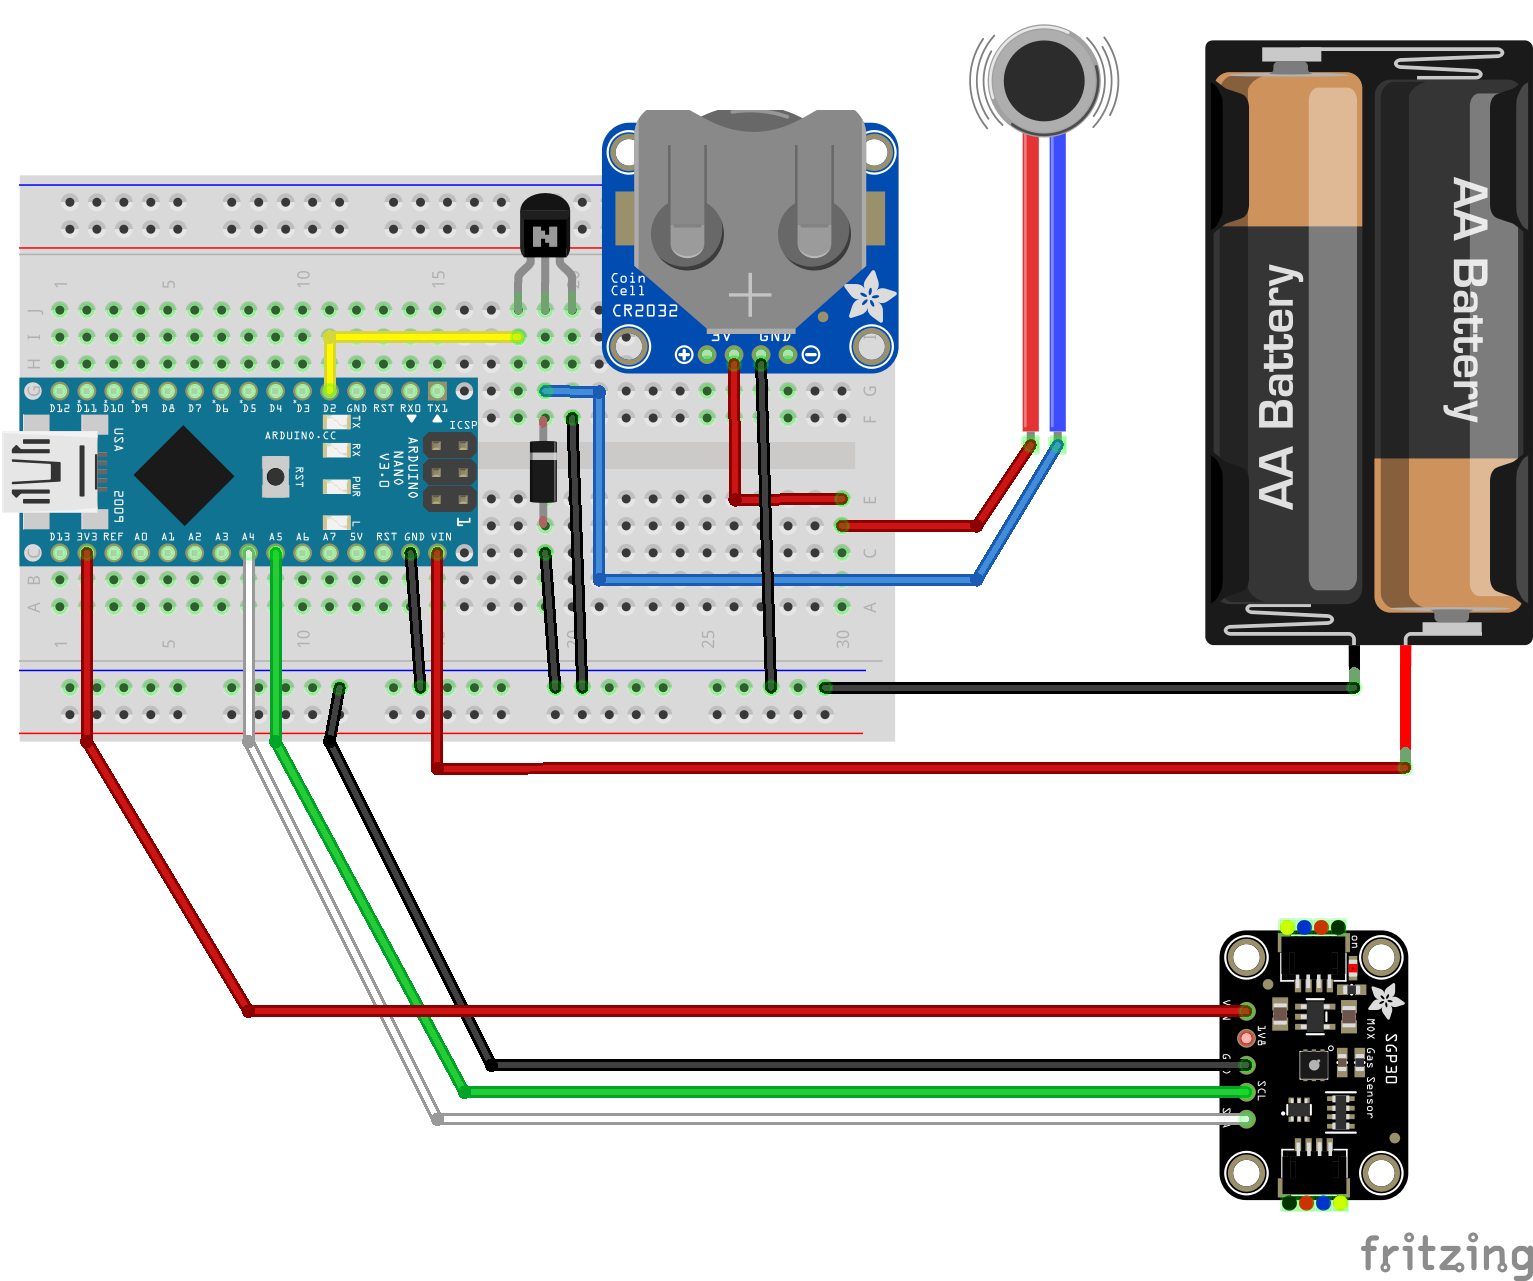 Coin
Cell
CR2032
3V GND
AA Battery
AA Battery
1 5 10 15
J
I
H
G
F
D12 D11 D10 D9 D8 D7 D6 D5 D4 D3 D2 GND RST RX0 TX1
ARDUINO.CC
ICSP
TX
RX
PWR
L
RST
USA
2009
ARDUINO
NANO
V3.0
1
D13 3V3 REF A0 A1 A2 A3 A4 A5 A6 A7 5V RST GND VIN
G
F
E
C
B
A
C
A
1 5 10 20 25 30
on
1V8
SCL
SGP30
MOX Gas Sensor
fritzing